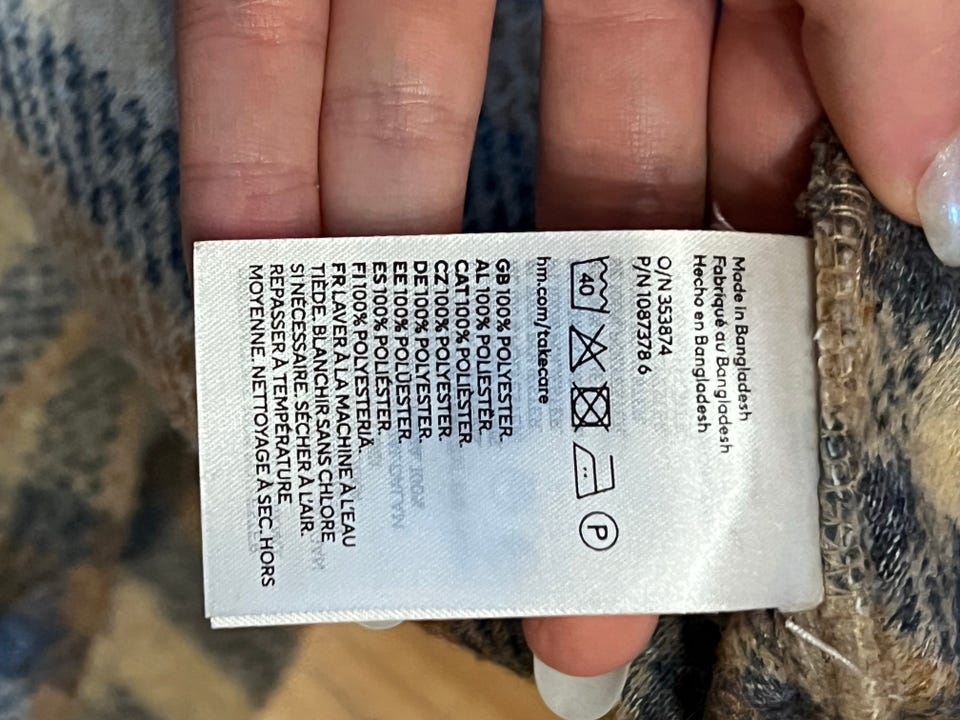 Made in Bangladesh
Fabriqué au Bangladesh
Hecho en Bangladesh
O/N 353874
P/N 1087378 6
40
P
hm.com/takecare
GB 100% POLYESTER.
AL 100% POLIESTËR.
CAT 100% POLIÈSTER.
CZ 100% POLYESTER.
DE 100% POLYESTER.
EE 100% POLÜESTER.
ES 100% POLIÉSTER.
FI 100% POLYESTERIÄ.
FR LAVER À LA MACHINE À L'EAU
TIÈDE. BLANCHIR SANS CHLORE
SI NÉCESSAIRE. SÉCHER À L'AIR.
REPASSER À TEMPÉRATURE
MOYENNE. NETTOYAGE À SEC. HORS